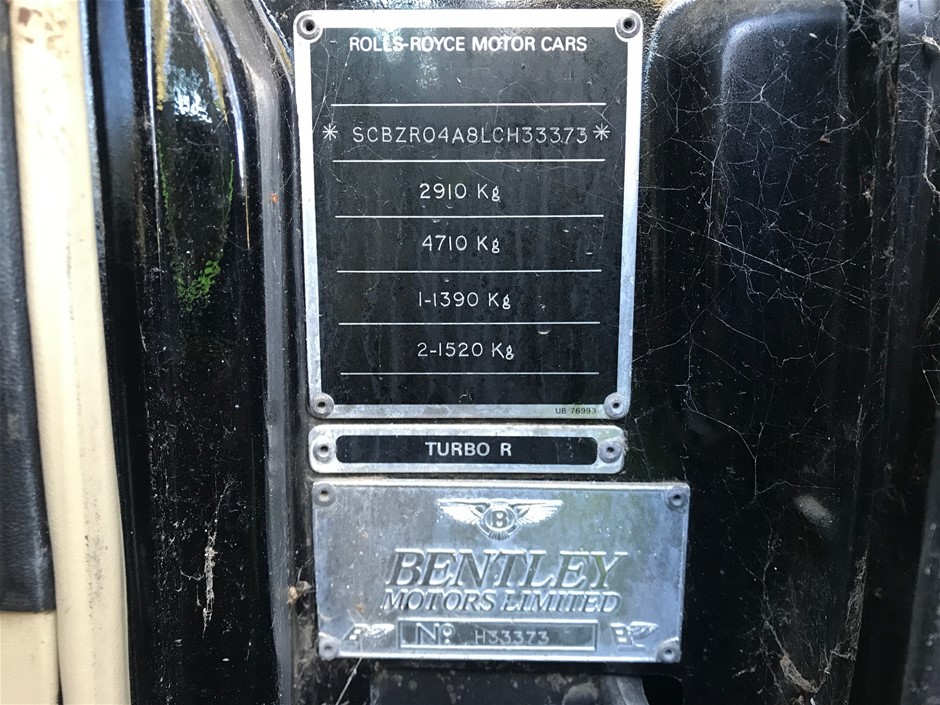 ROLLS-ROYCE MOTOR CARS
* SCBZR04A8LCH33373 *
2910 Kg
4710 Kg
1-1390 Kg
2-1520 Kg
UB 76993
TURBO R
B
BENTLEY
MOTORS LIMITED
B Nº H33373 B